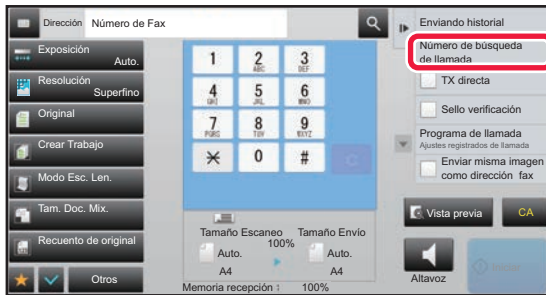 Dirección Número de Fax
Exposición
Auto.
Resolución
Superfino
Original
Crear Trabajo
Modo Esc. Len.
Tam. Doc. Mix.
Recuento de original
Otros
1 2 3
ABC DEF
4 5 6
GHI JKL MNO
7 8 9
PQRS TUV WXYZ
0 #
C
Tamaño Escaneo Tamaño Envío
100%
Auto. Auto.
A4 A4
Memoria recepción : 100%
Enviando historial
Número de búsqueda
de llamada
TX directa
Sello verificación
Programa de llamada
Ajustes registrados de llamada
Enviar misma imagen
como dirección fax
Vista previa CA
Altavoz